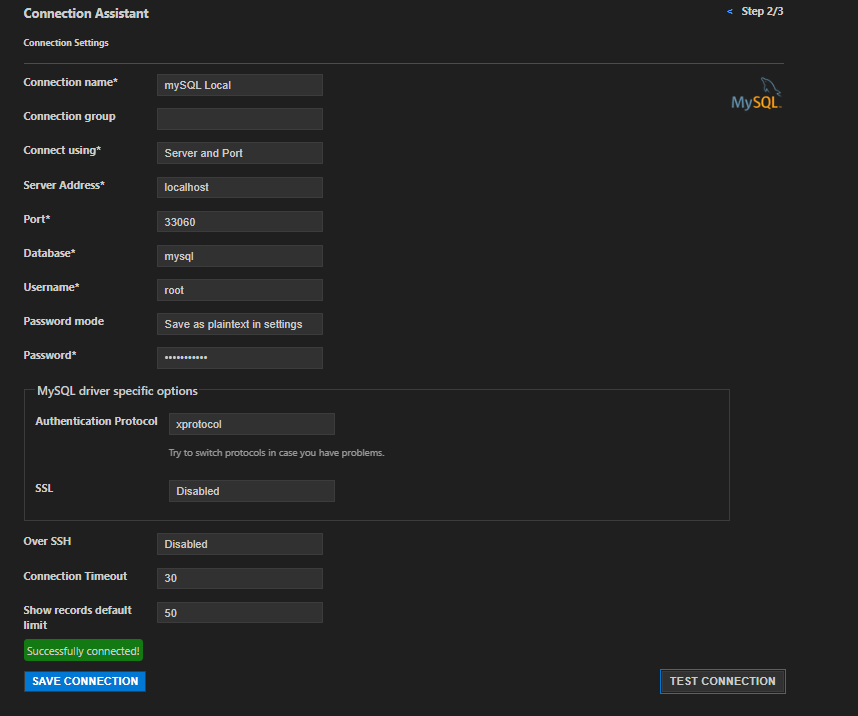 Connection Assistant
< Step 2/3
Connection Settings
Connection name* mySQL Local
MySQL
Connection group
Connect using* Server and Port
Server Address* localhost
Port* 33060
Database* mysql
Username* root
Password mode Save as plaintext in settings
Password* •••••••••••
MySQL driver specific options
Authentication Protocol xprotocol
Try to switch protocols in case you have problems.
SSL Disabled
Over SSH Disabled
Connection Timeout 30
Show records default
limit 50
Successfully connected!
SAVE CONNECTION TEST CONNECTION